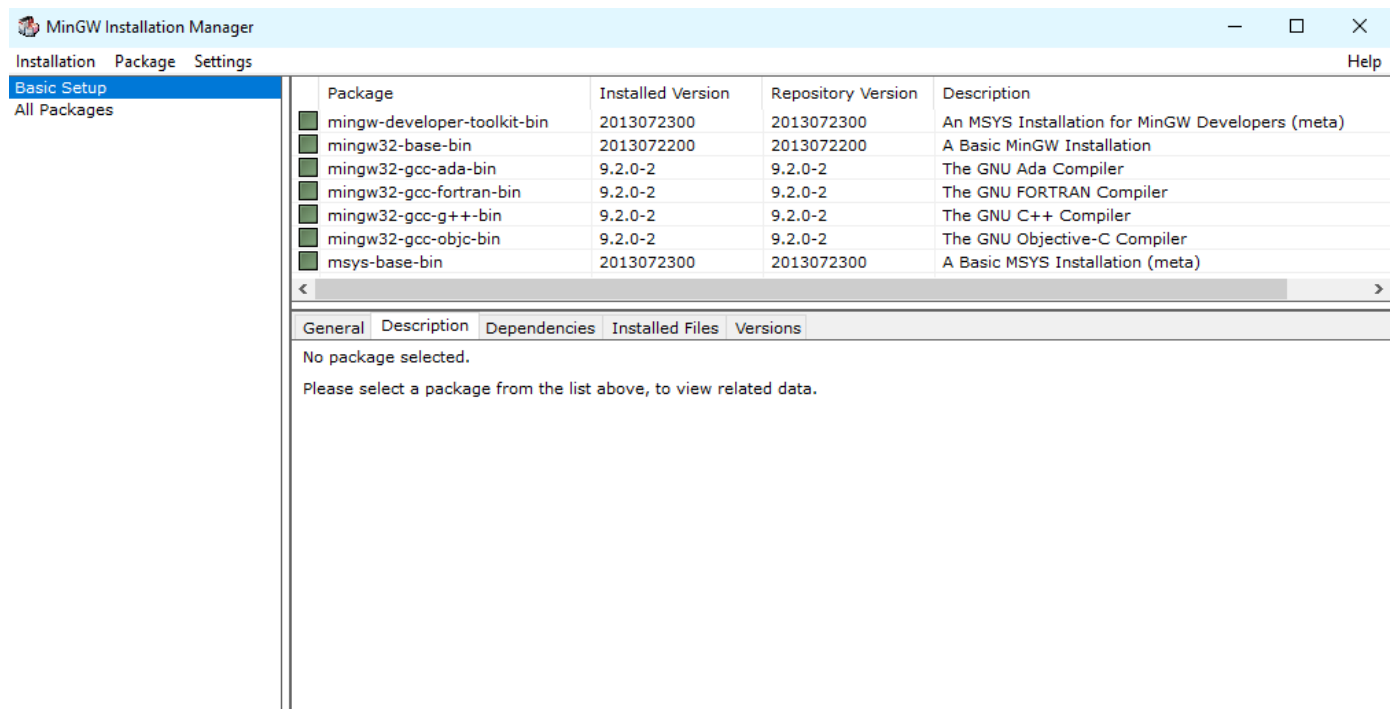 MinGW Installation Manager
Installation Package Settings Help
Basic Setup
All Packages
Package Installed Version Repository Version Description
mingw-developer-toolkit-bin 2013072300 2013072300 An MSYS Installation for MinGW Developers (meta)
mingw32-base-bin 2013072200 2013072200 A Basic MinGW Installation
mingw32-gcc-ada-bin 9.2.0-2 9.2.0-2 The GNU Ada Compiler
mingw32-gcc-fortran-bin 9.2.0-2 9.2.0-2 The GNU FORTRAN Compiler
mingw32-gcc-g++-bin 9.2.0-2 9.2.0-2 The GNU C++ Compiler
mingw32-gcc-objc-bin 9.2.0-2 9.2.0-2 The GNU Objective-C Compiler
msys-base-bin 2013072300 2013072300 A Basic MSYS Installation (meta)
General Description Dependencies Installed Files Versions
No package selected.
Please select a package from the list above, to view related data.